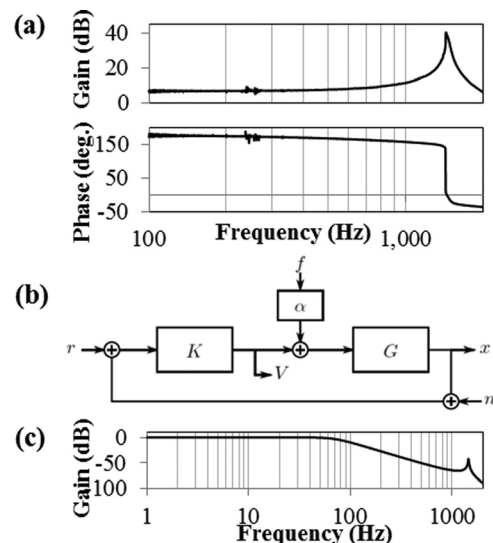 (a)
Gain (dB)
40
20
0
Phase (deg.)
150
50
-50
100
Frequency (Hz)
1,000
(b)
f
α
r
K
V
G
x
n
(c)
Gain (dB)
0
-50
100
1
10
100
1000
Frequency (Hz)